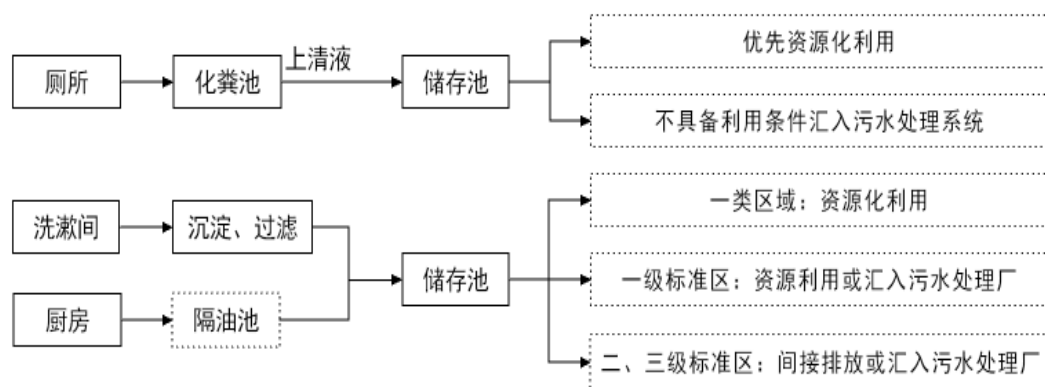 厕所
化粪池
上清液
储存池
优先资源化利用
不具备利用条件汇入污水处理系统
洗漱间
沉淀、过滤
厨房
隔油池
储存池
一类区域：资源化利用
一级标准区：资源利用或汇入污水处理厂
二、三级标准区：间接排放或汇入污水处理厂